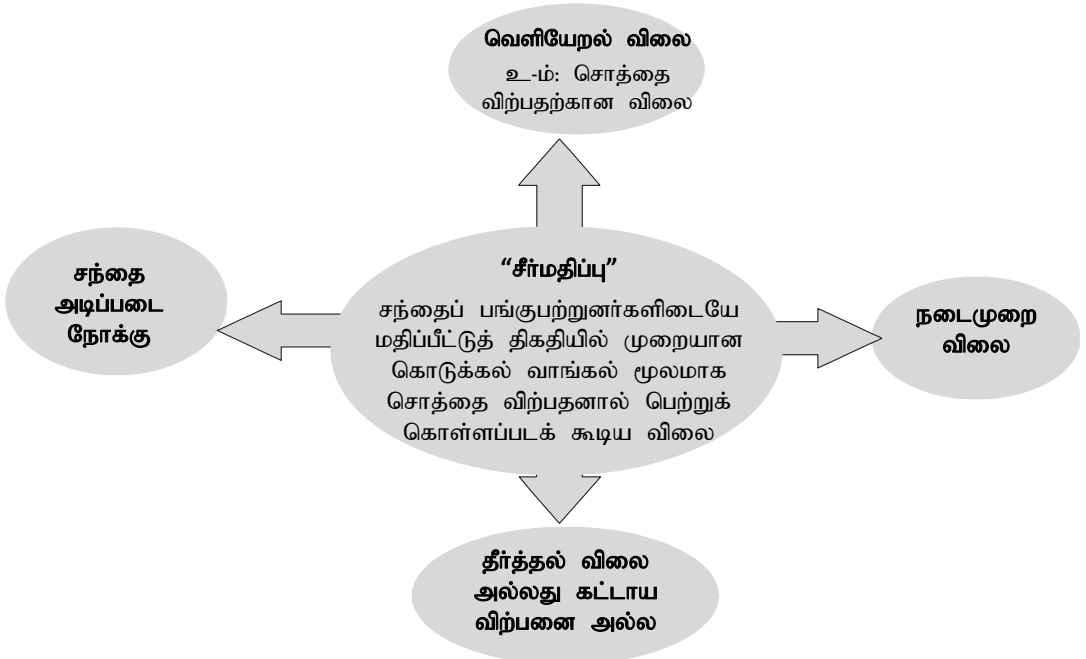 வெளியேறல் விலை
உ-ம்: சொத்தை
விற்பதற்கான விலை
“சீர்மதிப்பு”
சந்தைப் பங்குபற்றுனர்களிடையே
மதிப்பீட்டுத் திகதியில் முறையான
கொடுக்கல் வாங்கல் மூலமாக
சொத்தை விற்பதனால் பெற்றுக்
கொள்ளப்படக் கூடிய விலை
சந்தை
அடிப்படை
நோக்கு
நடைமுறை
விலை
தீர்த்தல் விலை
அல்லது கட்டாய
விற்பனை அல்ல